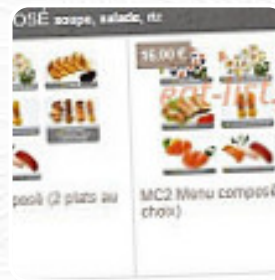 OSÉ soupe, salade, riz
16.00 €
eat-list
posé (2 plats au
MC2 Menu composé
choix)